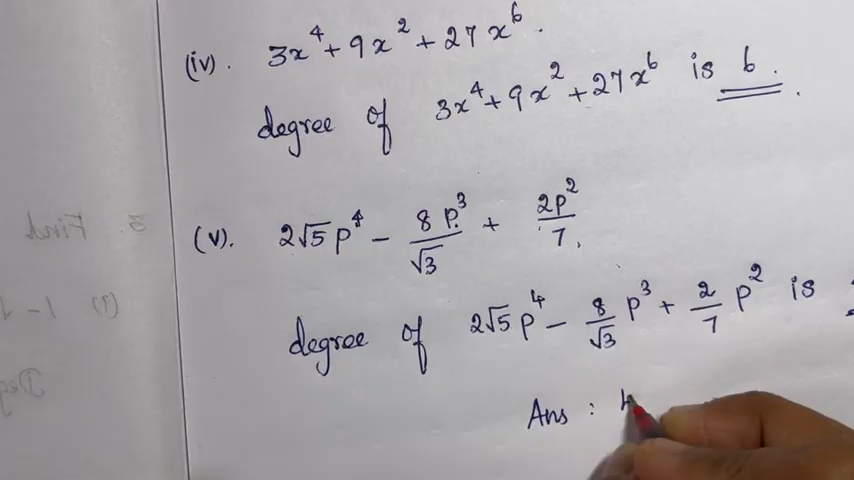 (iv). 3x⁴ + 9x² + 27x⁶.
degree of 3x⁴ + 9x² + 27x⁶ is 6.
(v). 2√5 p⁴ - 8p³/√3 + 2p²/7.
degree of 2√5 p⁴ - 8/√3 p³ + 2/7 p² is
Ans : 4